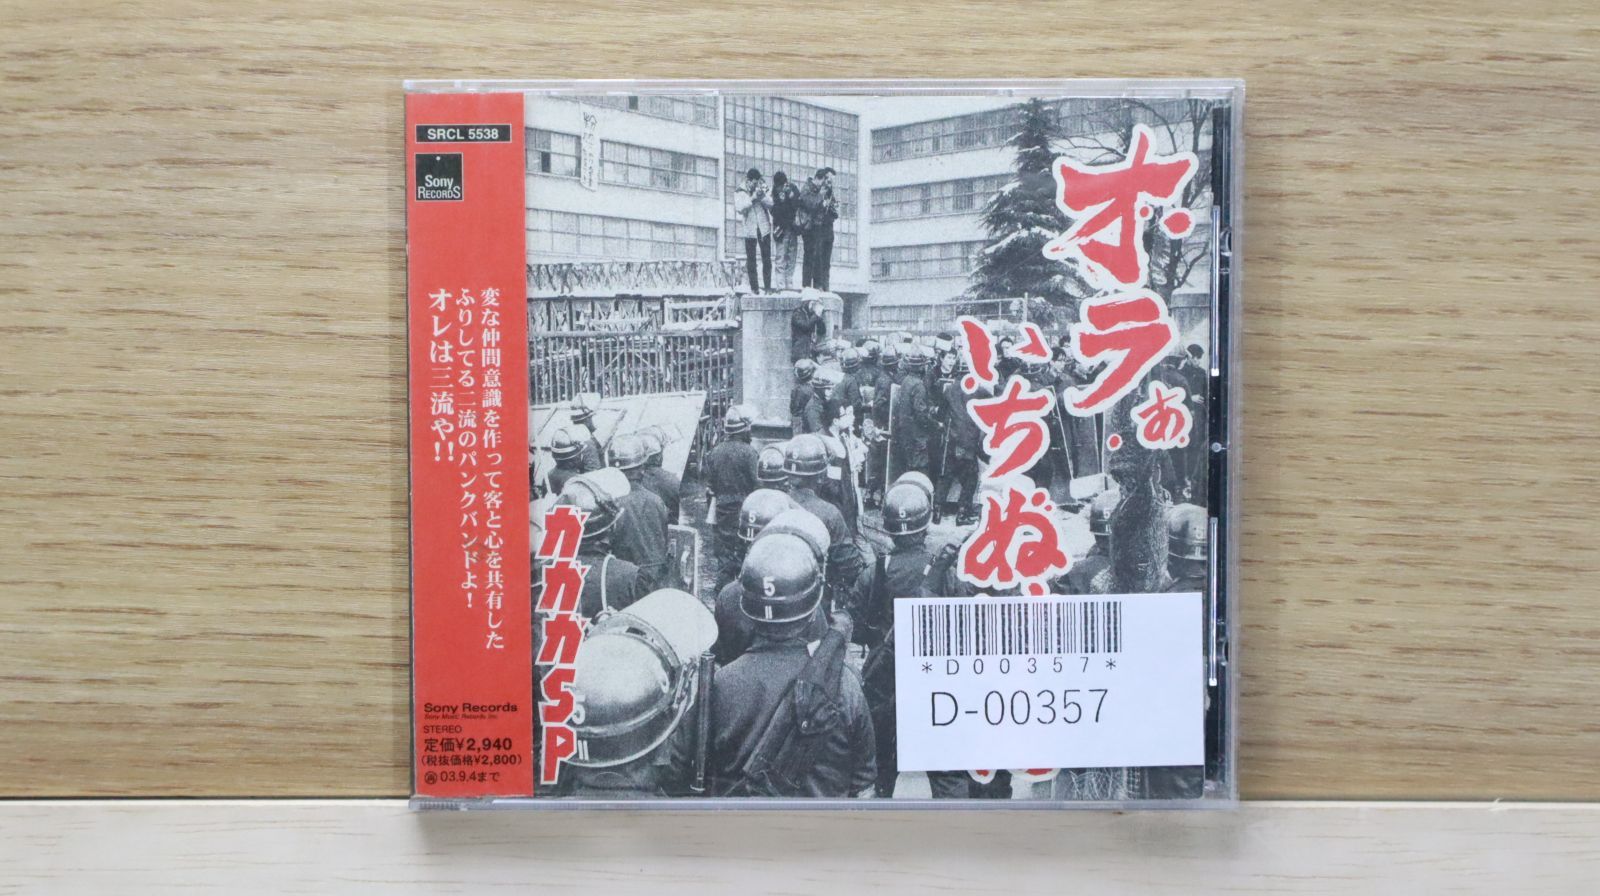 SRCL 5538
Sony
RECORDS
変な仲間意識を作って客と心を共有した
ふりしてる二流のパンクバンドよ！
オレは三流や!!
Sony Records
Sony Music Records Inc.
STEREO
定価¥2,940
(税抜価格¥2,800)
再 03.9.4まで
ホラぁ
いちぬ
ガガガSP
5
5
*D00357*
D-00357